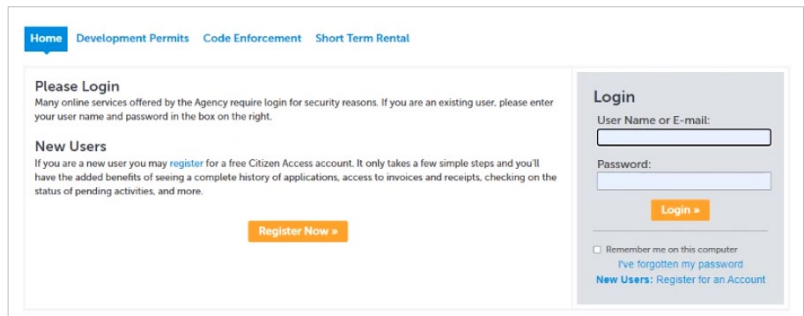 Home Development Permits Code Enforcement Short Term Rental
Please Login
Many online services offered by the Agency require login for security reasons. If you are an existing user, please enter
your user name and password in the box on the right.
New Users
If you are a new user you may register for a free Citizen Access account. It only takes a few simple steps and you'll
have the added benefits of seeing a complete history of applications, access to invoices and receipts, checking on the
status of pending activities, and more.
Register Now »
Login
User Name or E-mail:
Password:
Login »
Remember me on this computer
I've forgotten my password
New Users: Register for an Account